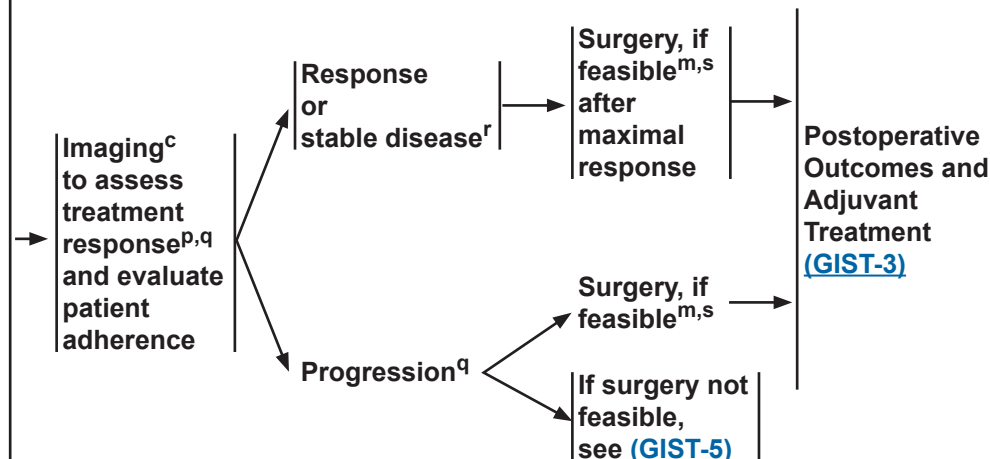 Imagingᶜ
to assess
treatment
responseᵖ,q
and evaluate
patient
adherence
Response
or
stable diseaseʳ
Surgery, if
feasibleᵐ,ˢ
after
maximal
response
Progressionq
Surgery, if
feasibleᵐ,ˢ
If surgery not
feasible,
see (GIST-5)
Postoperative
Outcomes and
Adjuvant
Treatment
(GIST-3)